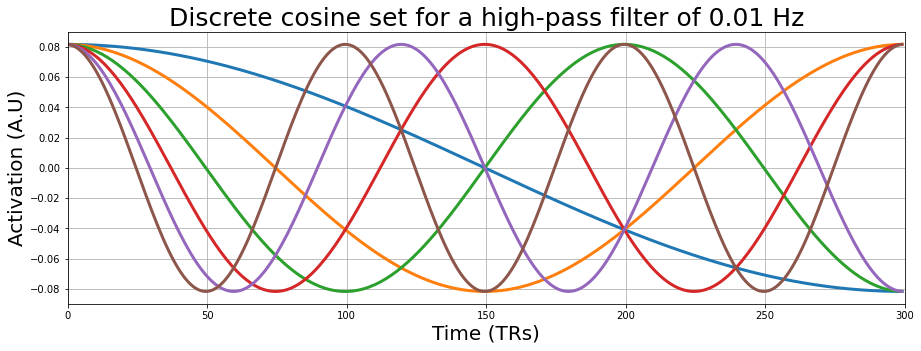 Discrete cosine set for a high-pass filter of 0.01 Hz
Activation (A.U)
0.08
0.06
0.04
0.02
0.00
−0.02
−0.04
−0.06
−0.08
0 50 100 150 200 250 300
Time (TRs)